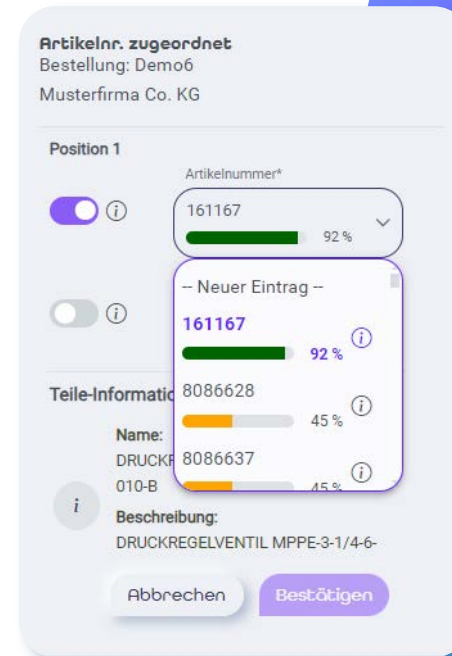 Artikelnr. zugeordnet
Bestellung: Demo6
Musterfirma Co. KG
Position 1
Artikelnummer*
161167
92 %
-- Neuer Eintrag --
161167
92 %
8086628
45 %
8086637
45 %
Name:
010-B
Beschreibung:
DRUCKREGELVENTIL MPPE-3-1/4-6-
Abbrechen
Bestätigen